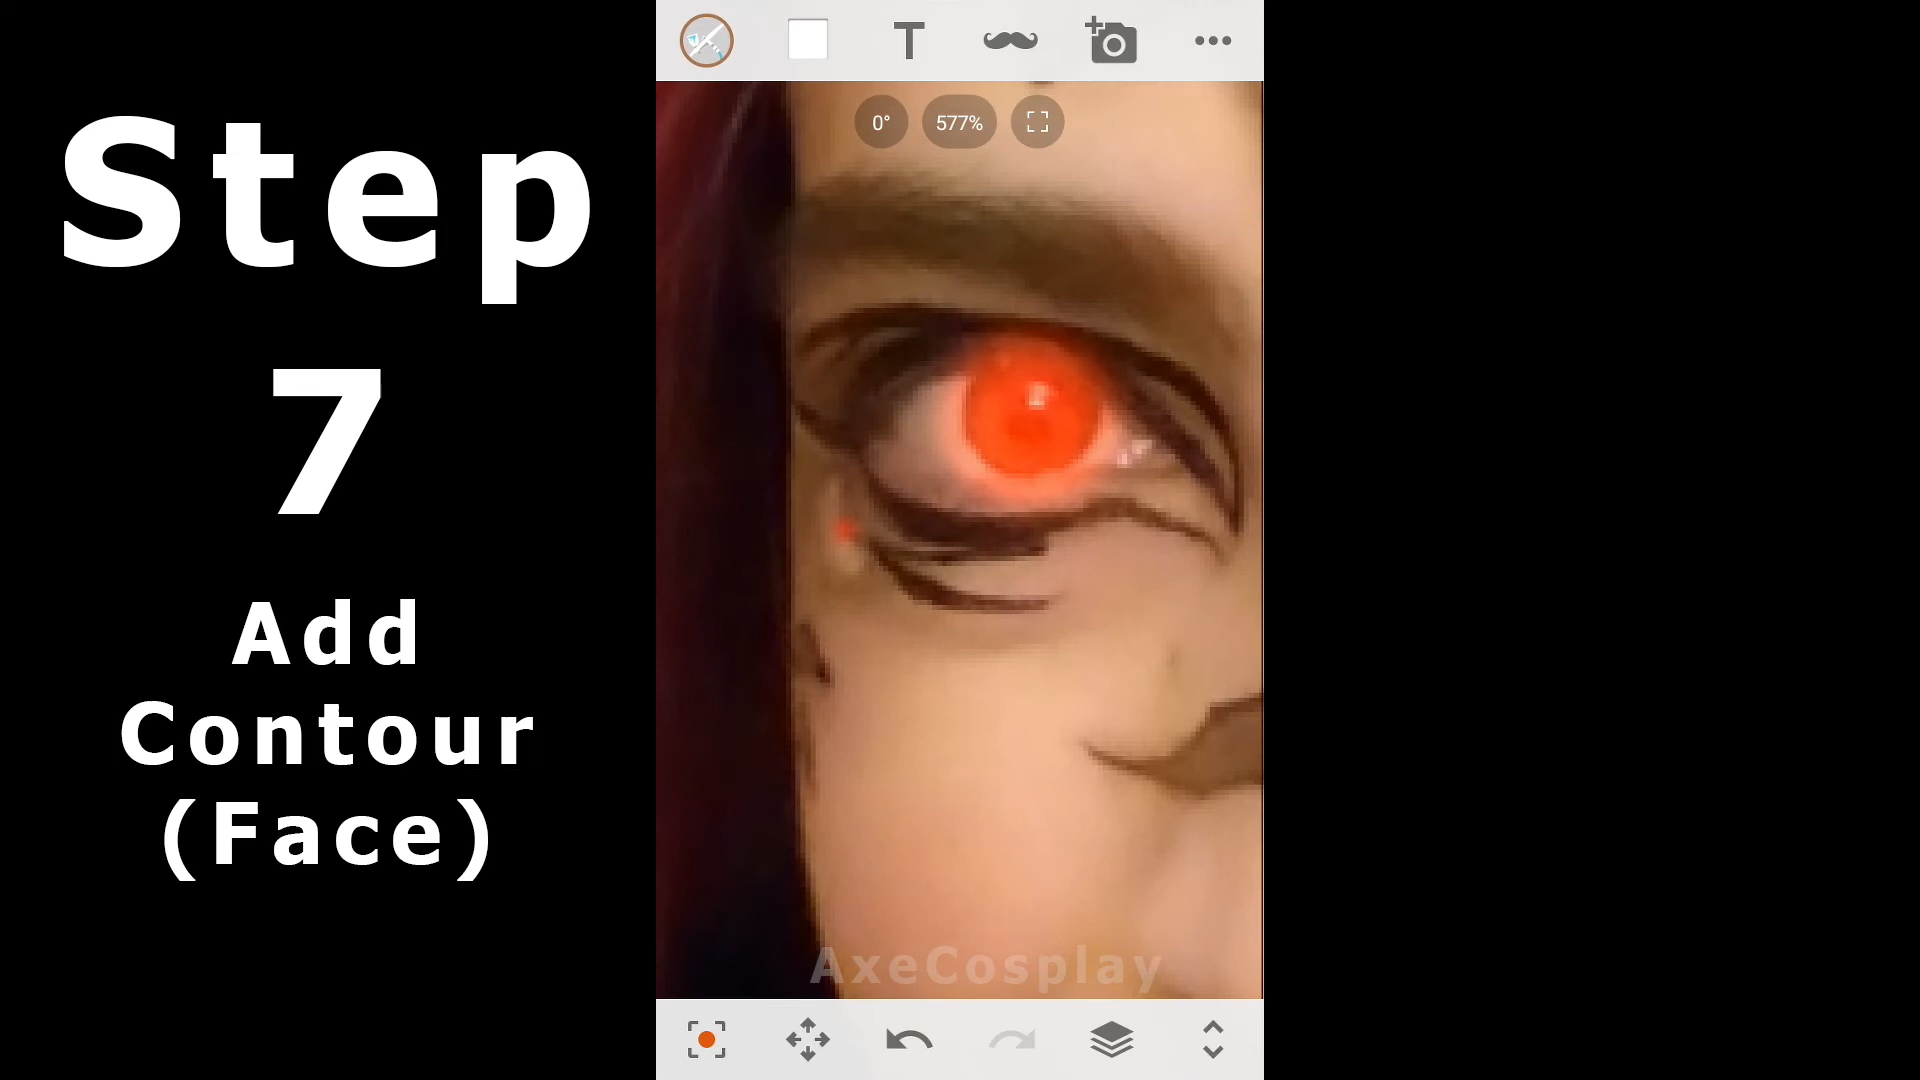 Step
7
Add
Contour
(Face)
T
0°
577%
AxeCosplay